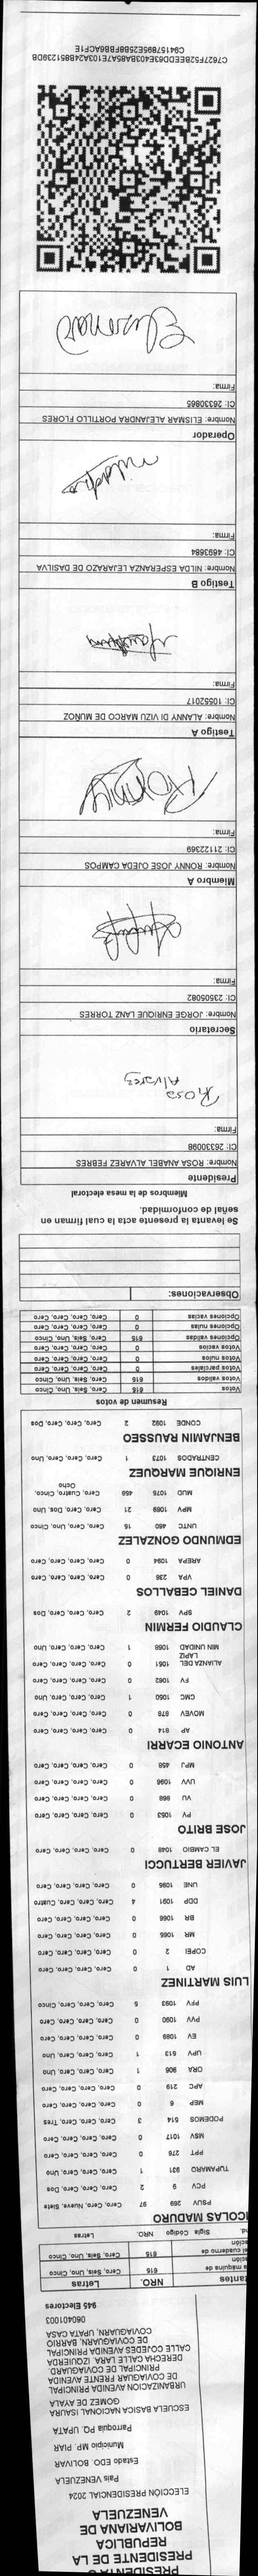 PRESIDENTE DE LA
REPUBLICA
BOLIVARIANA DE
VENEZUELA
ELECCIÓN PRESIDENCIAL 2024
Pais VENEZUELA
Estado EDO. BOLIVAR
Municipio MP. PIAR
Parroquia PQ. UPATA
ESCUELA BASICA NACIONAL ISAURA
GOMEZ DE AYALA
URBANIZACION AVENIDA PRINCIPAL
DE COVIAGUAR FRENTE AVENIDA
PRINCIPAL DE COVIAGUARD.
DERECHA CALLE LARA. IZQUIERDA
CALLE COJEDES AVENIDA PRINCIPAL
DE COVIAGUARN, BARRIO
COVIAGUARN, UPATA CASA
060401003
945 Electores
tantes NRO. Letras
a máquina de 615 Cero, Seis, Uno, Cinco
ación
el cuaderno de 615 Cero, Seis, Uno, Cinco
ación
nd. Sigla Código NRO. Letras
ICOLAS MADURO
PSUV 269 97 Cero, Cero, Nueve, Siete
PCV 9 2 Cero, Cero, Cero, Dos
TUPAMARO 931 1 Cero, Cero, Cero, Uno
PPT 276 0 Cero, Cero, Cero, Cero
MSV 1017 0 Cero, Cero, Cero, Cero
PODEMOS 514 3 Cero, Cero, Cero, Tres
MEP 6 0 Cero, Cero, Cero, Cero
APC 219 0 Cero, Cero, Cero, Cero
ORA 906 1 Cero, Cero, Cero, Uno
UPV 513 1 Cero, Cero, Cero, Uno
EV 1089 0 Cero, Cero, Cero, Cero
PVV 1090 0 Cero, Cero, Cero, Cero
PFV 1093 5 Cero, Cero, Cero, Cinco
LUIS MARTINEZ
AD 1 0 Cero, Cero, Cero, Cero
COPEI 2 0 Cero, Cero, Cero, Cero
MR 1065 0 Cero, Cero, Cero, Cero
BR 1066 0 Cero, Cero, Cero, Cero
DDP 1091 4 Cero, Cero, Cero, Cuatro
UNE 1095 0 Cero, Cero, Cero, Cero
JAVIER BERTUCCI
EL CAMBIO 1048 0 Cero, Cero, Cero, Cero
JOSE BRITO
PV 1053 0 Cero, Cero, Cero, Cero
VU 868 0 Cero, Cero, Cero, Cero
UVV 1096 0 Cero, Cero, Cero, Cero
MPJ 458 0 Cero, Cero, Cero, Cero
ANTONIO ECARRI
AP 814 0 Cero, Cero, Cero, Cero
MOVEV 878 0 Cero, Cero, Cero, Cero
CMC 1050 1 Cero, Cero, Cero, Uno
FV 1062 0 Cero, Cero, Cero, Cero
ALIANZA DEL 1051 0 Cero, Cero, Cero, Cero
LAPIZ
MIN UNIDAD 1068 1 Cero, Cero, Cero, Uno
CLAUDIO FERMIN
SPV 1049 2 Cero, Cero, Cero, Dos
DANIEL CEBALLOS
VPA 236 0 Cero, Cero, Cero, Cero
AREPA 1094 0 Cero, Cero, Cero, Cero
EDMUNDO GONZALEZ
UNTC 460 15 Cero, Cero, Uno, Cinco
MPV 1069 21 Cero, Cero, Dos, Uno
MUD 1075 458 Cero, Cuatro, Cinco,
Ocho
ENRIQUE MARQUEZ
CENTRADOS 1073 1 Cero, Cero, Cero, Uno
BENJAMIN RAUSSEO
CONDE 1092 2 Cero, Cero, Cero, Dos
Resumen de votos
Votos 615 Cero, Seis, Uno, Cinco
Votos validos 615 Cero, Seis, Uno, Cinco
Votos parciales 0 Cero, Cero, Cero, Cero
Votos nulos 0 Cero, Cero, Cero, Cero
Votos vacios 0 Cero, Cero, Cero, Cero
Opciones validas 615 Cero, Seis, Uno, Cinco
Opciones nulas 0 Cero, Cero, Cero, Cero
Opciones vacias 0 Cero, Cero, Cero, Cero
Observaciones:
Se levanta la presente acta la cual firman en
señal de conformidad.
Miembros de la mesa electoral
Presidente
Nombre: ROSA ANABEL ALVAREZ FEBRES
CI: 26330098
Firma:
Rosa
Alvarez
Secretario
Nombre: JORGE ENRIQUE LANZ TORRES
CI: 23505082
Firma:
Miembro A
Nombre: RONNY JOSE OJEDA CAMPOS
CI: 21122369
Firma:
Ronny
Testigo A
Nombre: ALANNY DI VIZU MARCO DE MUÑOZ
CI: 10552017
Firma:
Testigo B
Nombre: NILDA ESPERANZA LEJARAZO DE DASILVA
CI: 4693684
Firma:
Operador
Nombre: ELISMAR ALEJANDRA PORTILLO FLORES
CI: 26330865
Firma:
Elismar
C7627F52BEEDD63E403BA85A7E103A24B851239DB
C94157895E25B8FBB6ACF1E